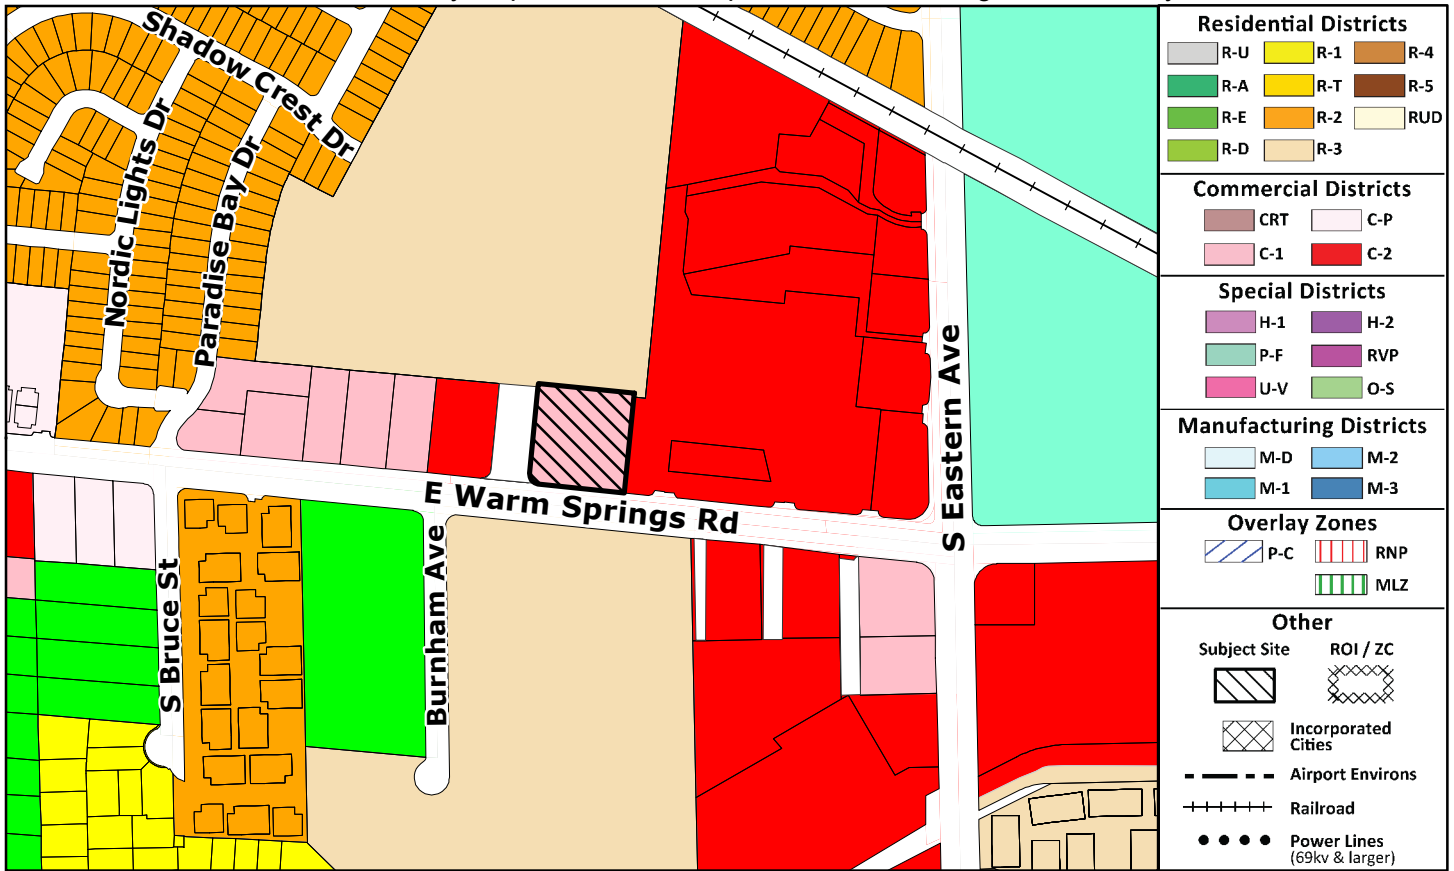 Shadow Crest Dr
Nordic Lights Dr
Paradise Bay Dr
S Eastern Ave
E Warm Springs Rd
S Bruce St
Burnham Ave
Residential Districts
R-U R-1 R-4
R-A R-T R-5
R-E R-2 RUD
R-D R-3
Commercial Districts
CRT C-P
C-1 C-2
Special Districts
H-1 H-2
P-F RVP
U-V O-S
Manufacturing Districts
M-D M-2
M-1 M-3
Overlay Zones
P-C RNP
MLZ
Other
Subject Site ROI / ZC
Incorporated
Cities
Airport Environs
Railroad
Power Lines
(69kv & larger)